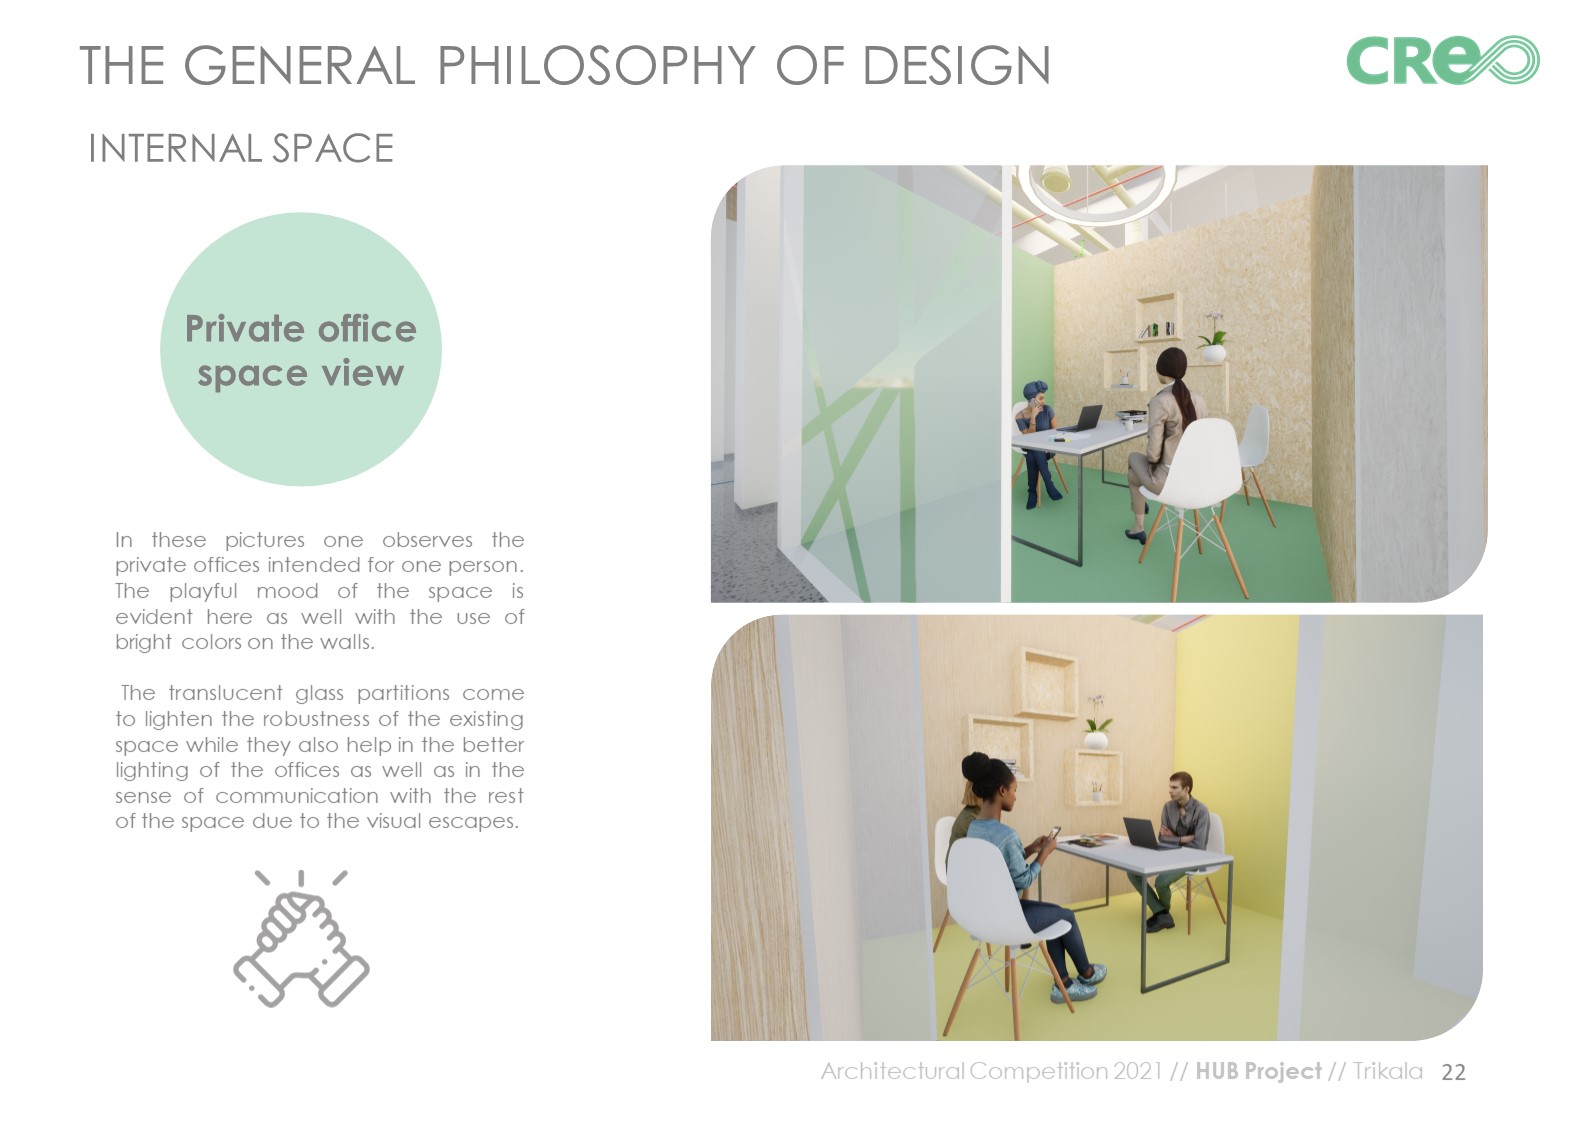 THE GENERAL PHILOSOPHY OF DESIGN
CREO
INTERNAL SPACE
Private office
space view
In these pictures one observes the
private offices intended for one person.
The playful mood of the space is
evident here as well with the use of
bright colors on the walls.
The translucent glass partitions come
to lighten the robustness of the existing
space while they also help in the better
lighting of the offices as well as in the
sense of communication with the rest
of the space due to the visual escapes.
Architectural Competition 2021 // HUB Project // Trikala 22